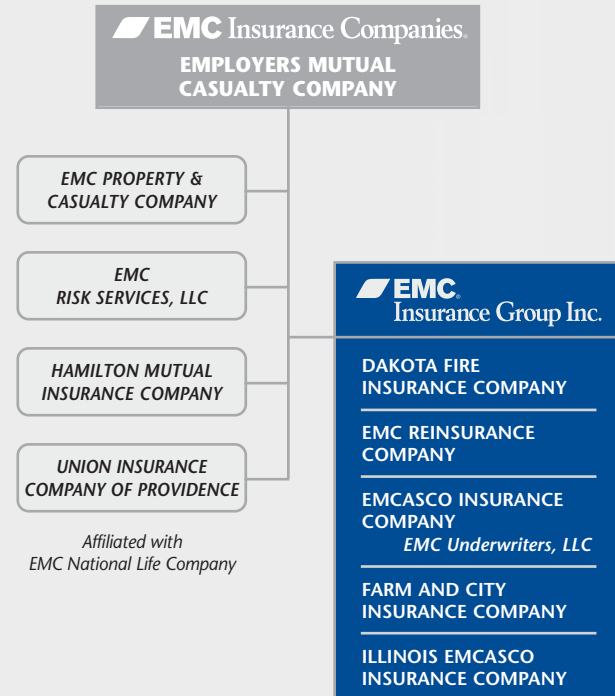 EMC Insurance Companies®
EMPLOYERS MUTUAL
CASUALTY COMPANY
EMC PROPERTY &
CASUALTY COMPANY
EMC
RISK SERVICES, LLC
HAMILTON MUTUAL
INSURANCE COMPANY
UNION INSURANCE
COMPANY OF PROVIDENCE
Affiliated with
EMC National Life Company
EMC®
Insurance Group Inc.
DAKOTA FIRE
INSURANCE COMPANY
EMC REINSURANCE
COMPANY
EMCASCO INSURANCE
COMPANY
EMC Underwriters, LLC
FARM AND CITY
INSURANCE COMPANY
ILLINOIS EMCASCO
INSURANCE COMPANY